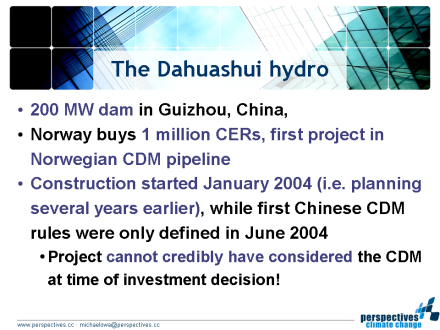 The Dahuashui hydro
• 200 MW dam in Guizhou, China,
• Norway buys 1 million CERs, first project in
Norwegian CDM pipeline
• Construction started January 2004 (i.e. planning
several years earlier), while first Chinese CDM
rules were only defined in June 2004
• Project cannot credibly have considered the CDM
at time of investment decision!
www.perspectives.cc · michaelowa@perspectives.cc
perspectives
climate change